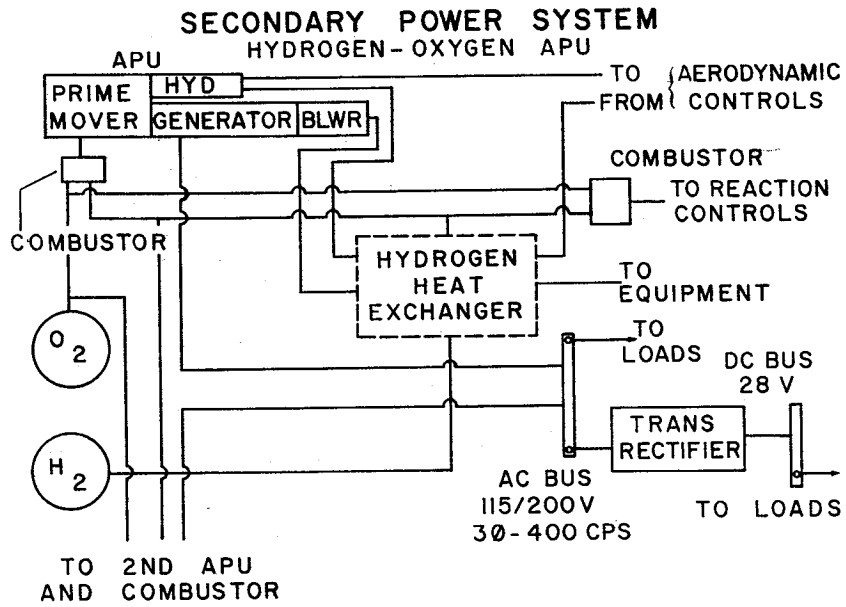 SECONDARY POWER SYSTEM
HYDROGEN-OXYGEN APU
APU
PRIME
MOVER
HYD
GENERATOR
BLWR
TO
FROM
AERODYNAMIC
CONTROLS
COMBUSTOR
TO REACTION
CONTROLS
COMBUSTOR
HYDROGEN
HEAT
EXCHANGER
TO
EQUIPMENT
O2
TO
LOADS
DC BUS
28 V
TRANS
RECTIFIER
H2
AC BUS
115/200V
30-400 CPS
TO LOADS
TO 2ND APU
AND COMBUSTOR